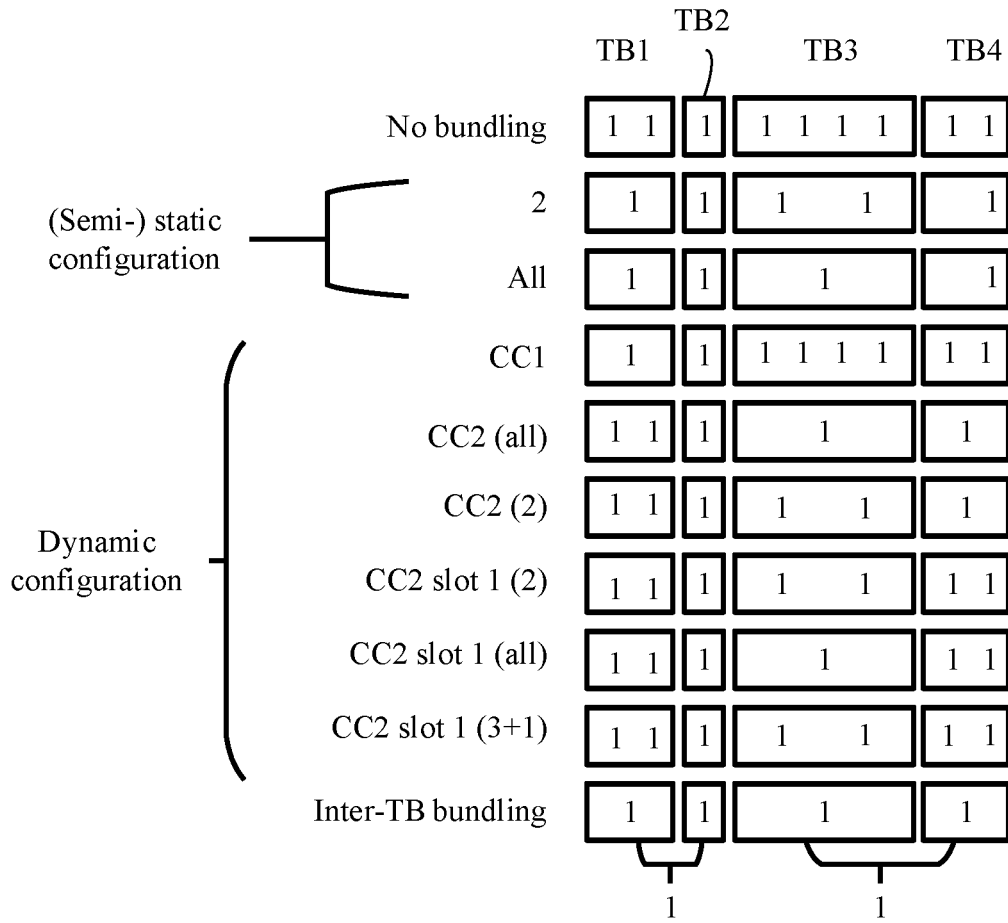 TB2
TB1 TB3 TB4
No bundling 1 1 1 1 1 1 1 1 1
(Semi-) static
configuration
2 1 1 1 1 1
All 1 1 1 1
CC1 1 1 1 1 1 1 1 1
CC2 (all) 1 1 1 1 1
CC2 (2) 1 1 1 1 1 1
Dynamic
configuration
CC2 slot 1 (2) 1 1 1 1 1 1 1
CC2 slot 1 (all) 1 1 1 1 1 1
CC2 slot 1 (3+1) 1 1 1 1 1 1 1
Inter-TB bundling 1 1 1 1
1 1